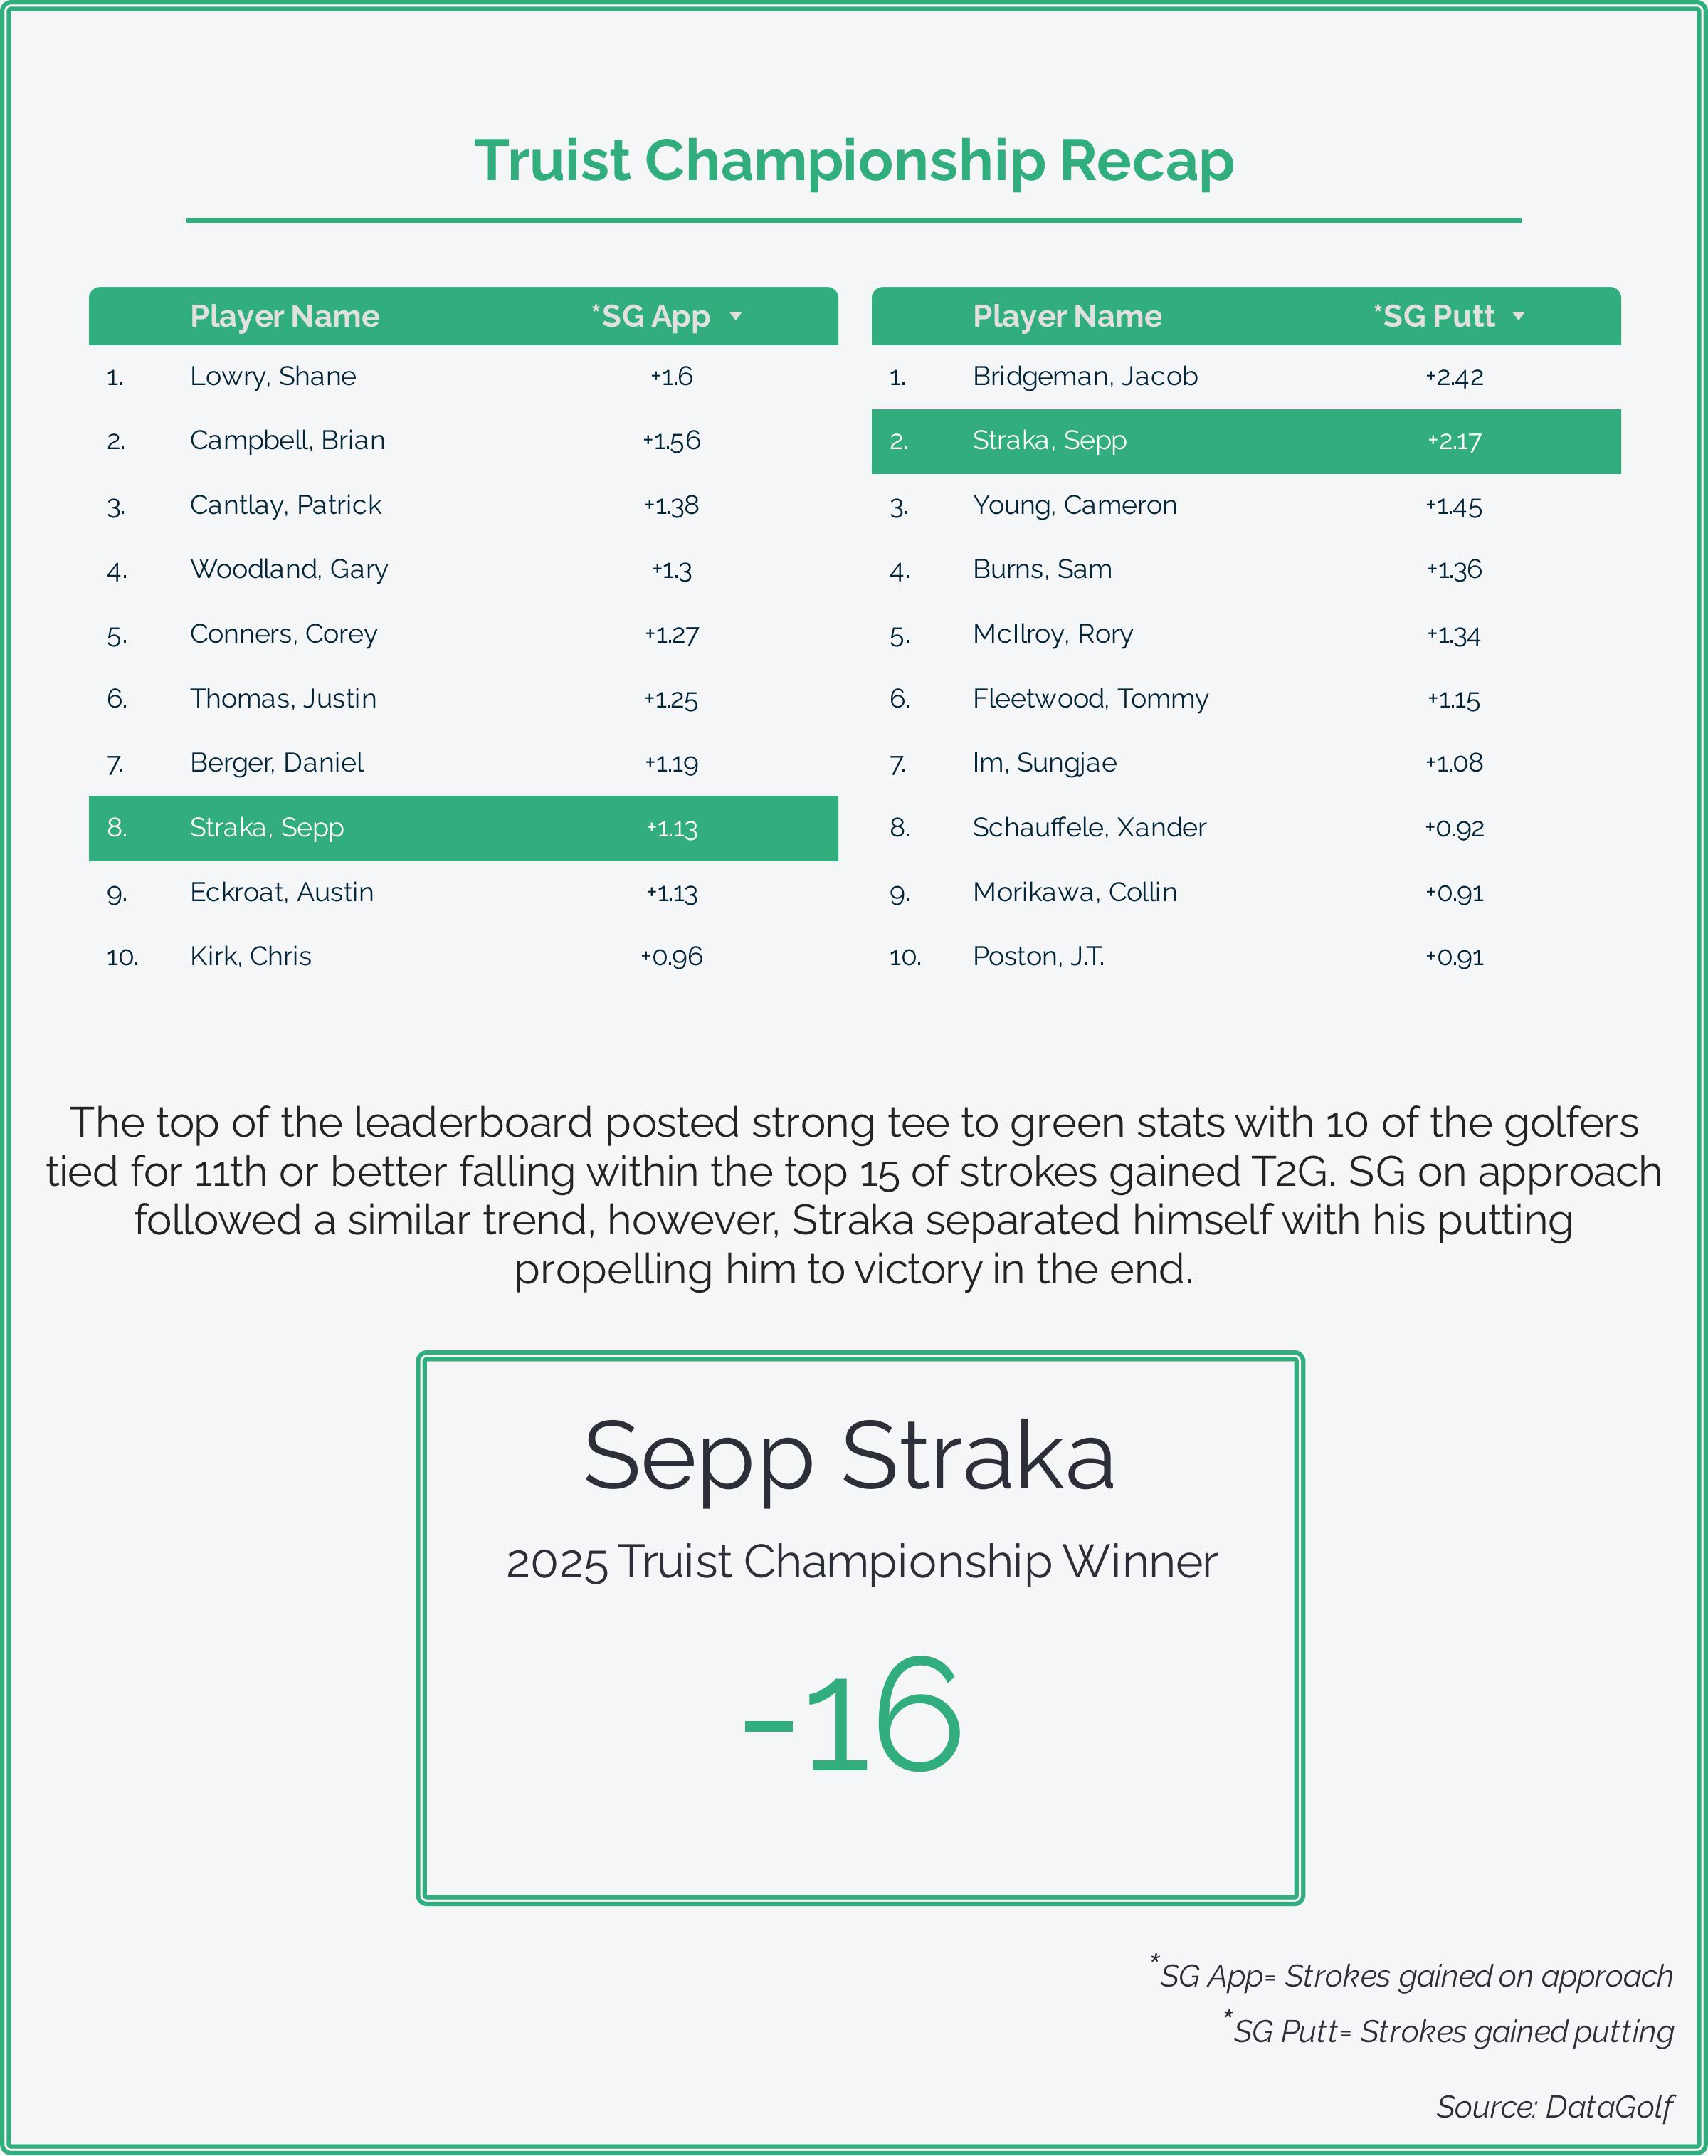 Truist Championship Recap
Player Name *SG App ▼
1. Lowry, Shane +1.6
2. Campbell, Brian +1.56
3. Cantlay, Patrick +1.38
4. Woodland, Gary +1.3
5. Conners, Corey +1.27
6. Thomas, Justin +1.25
7. Berger, Daniel +1.19
8. Straka, Sepp +1.13
9. Eckroat, Austin +1.13
10. Kirk, Chris +0.96
Player Name *SG Putt ▼
1. Bridgeman, Jacob +2.42
2. Straka, Sepp +2.17
3. Young, Cameron +1.45
4. Burns, Sam +1.36
5. McIlroy, Rory +1.34
6. Fleetwood, Tommy +1.15
7. Im, Sungjae +1.08
8. Schauffele, Xander +0.92
9. Morikawa, Collin +0.91
10. Poston, J.T. +0.91
The top of the leaderboard posted strong tee to green stats with 10 of the golfers
tied for 11th or better falling within the top 15 of strokes gained T2G. SG on approach
followed a similar trend, however, Straka separated himself with his putting
propelling him to victory in the end.
Sepp Straka
2025 Truist Championship Winner
-16
*SG App= Strokes gained on approach
*SG Putt= Strokes gained putting
Source: DataGolf